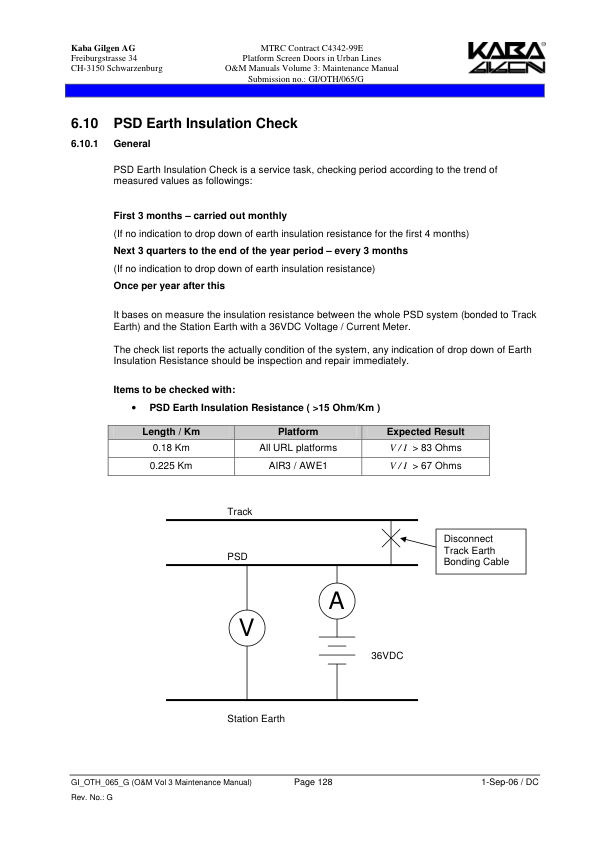 Kaba Gilgen AG
Freiburgstrasse 34
CH-3150 Schwarzenburg
MTRC Contract C4342-99E
Platform Screen Doors in Urban Lines
O&M Manuals Volume 3: Maintenance Manual
Submission no.: GI/OTH/065/G
KABA®
GILGEN
6.10 PSD Earth Insulation Check
6.10.1 General
PSD Earth Insulation Check is a service task, checking period according to the trend of
measured values as followings:
First 3 months – carried out monthly
(If no indication to drop down of earth insulation resistance for the first 4 months)
Next 3 quarters to the end of the year period – every 3 months
(If no indication to drop down of earth insulation resistance)
Once per year after this
It bases on measure the insulation resistance between the whole PSD system (bonded to Track
Earth) and the Station Earth with a 36VDC Voltage / Current Meter.
The check list reports the actually condition of the system, any indication of drop down of Earth
Insulation Resistance should be inspection and repair immediately.
Items to be checked with:
• PSD Earth Insulation Resistance ( >15 Ohm/Km )
Length / Km Platform Expected Result
0.18 Km All URL platforms V / I > 83 Ohms
0.225 Km AIR3 / AWE1 V / I > 67 Ohms
Track
Disconnect
Track Earth
Bonding Cable
PSD
A
V
36VDC
Station Earth
GI_OTH_065_G (O&M Vol 3 Maintenance Manual) Page 128 1-Sep-06 / DC
Rev. No.: G